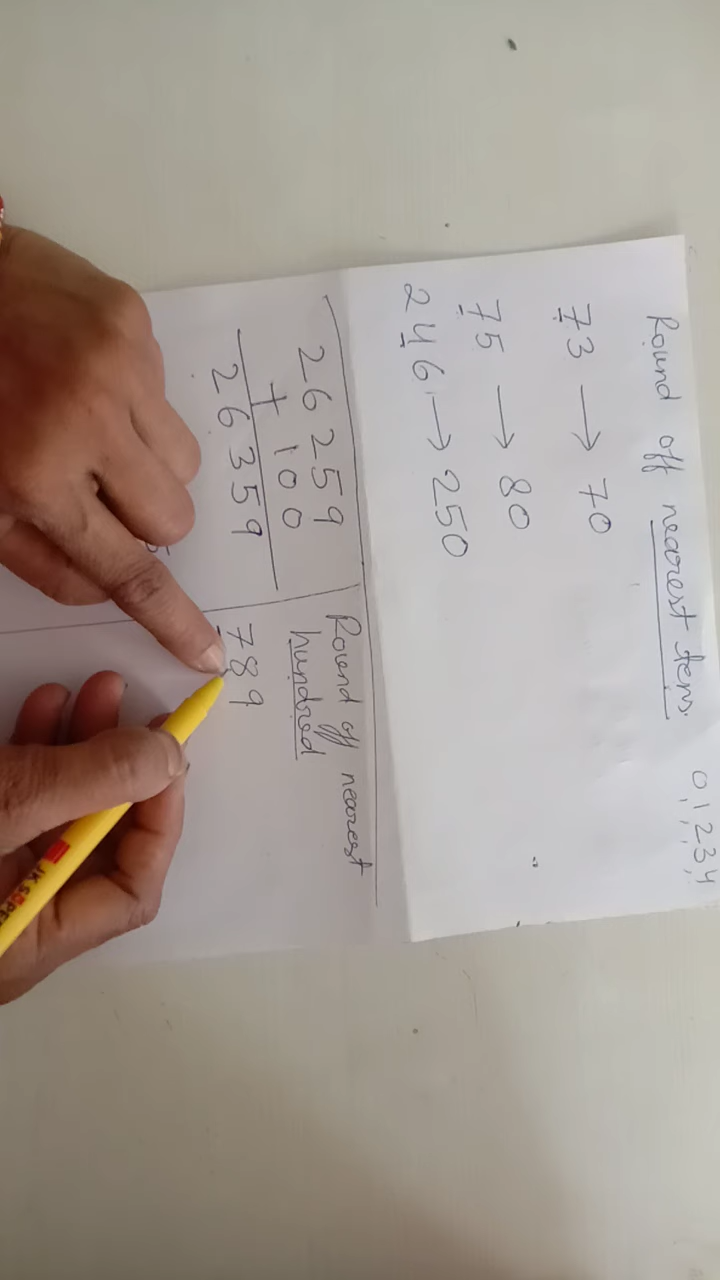 Round off nearest tens.
0, 1, 2, 3, 4
73 → 70
75 → 80
246 → 250
26259
+ 100
26359
5
Round off nearest
hundred
789